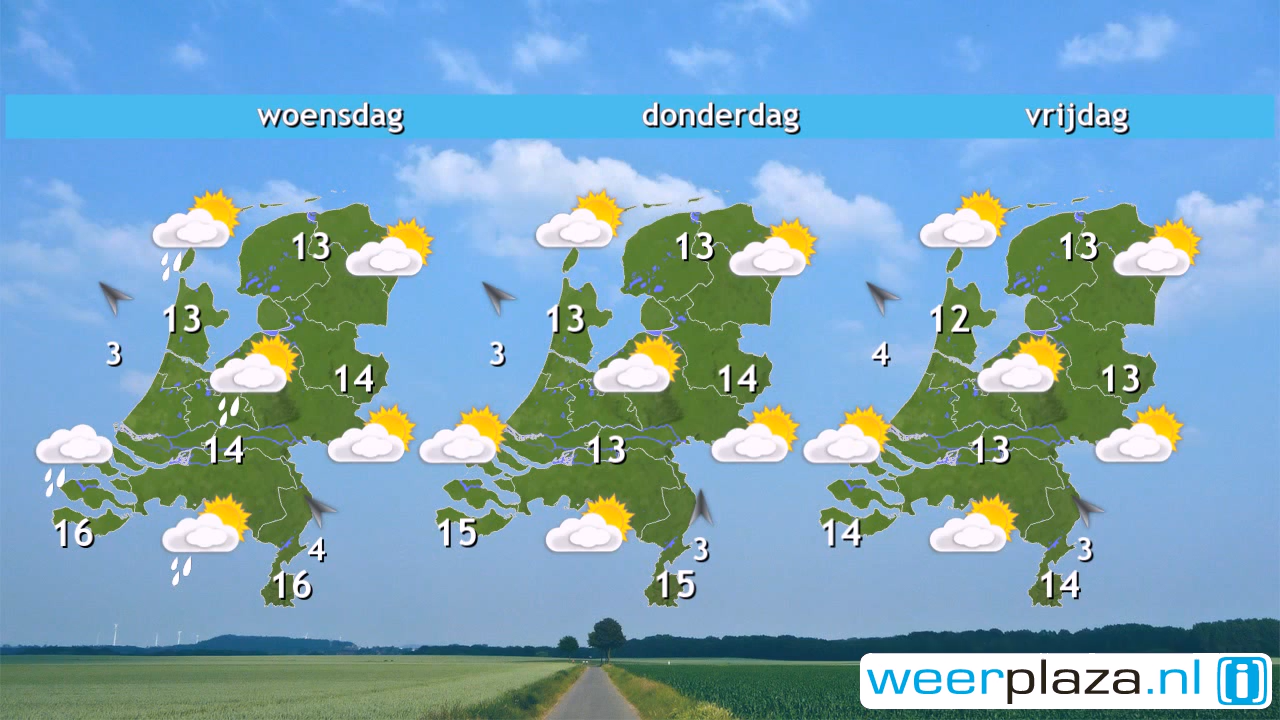 woensdag donderdag vrijdag
13 13 13
13 13 12
3 3 4
14 14 13
14 13 13
16 15 14
4 3 3
16 15 14
weerplaza.nl i